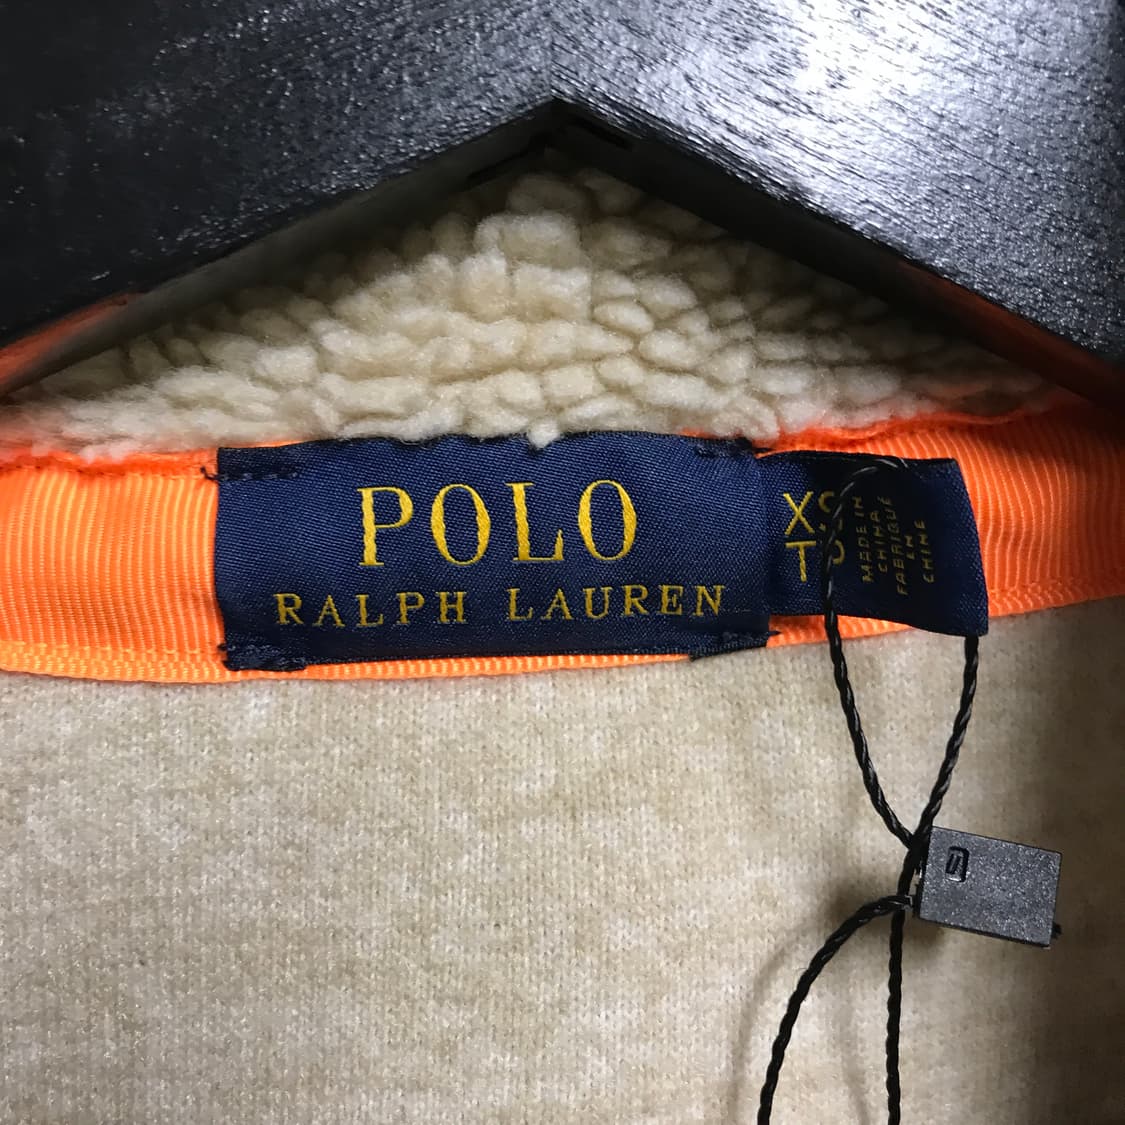 POLO
RALPH LAUREN
XS
MADE IN
CHINA
FABRIQUÉ
EN
CHINE